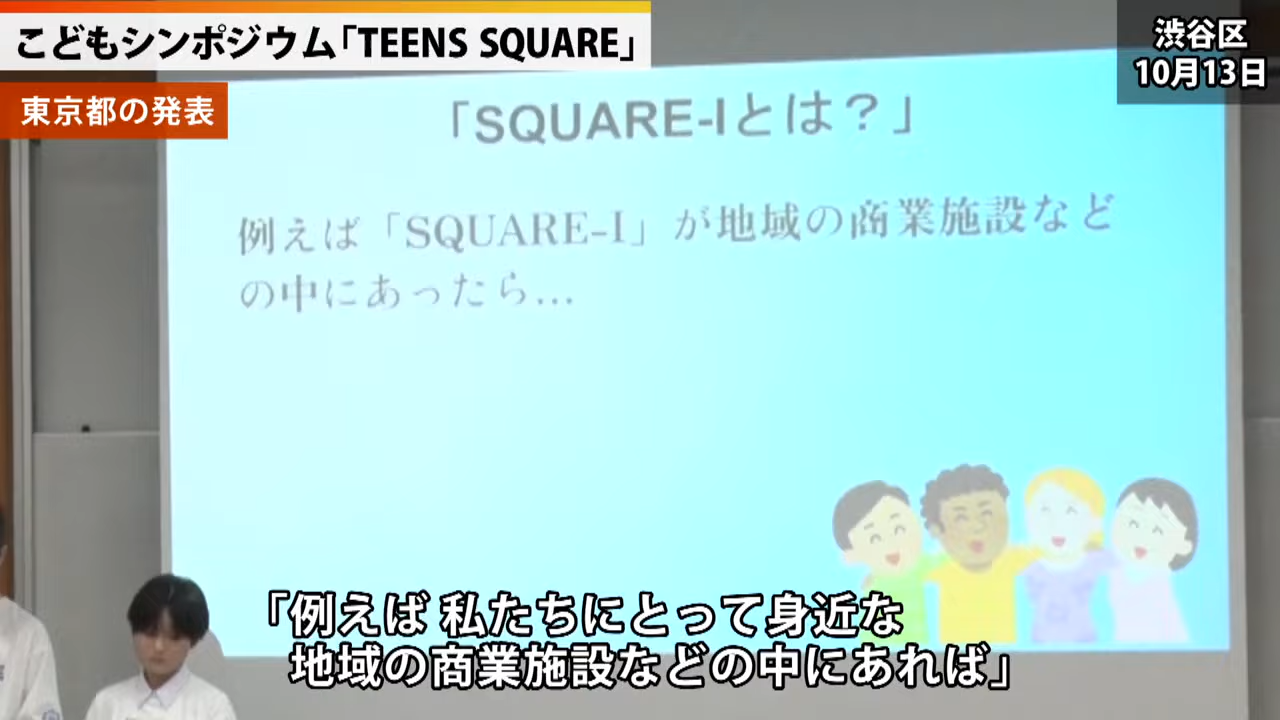 こどもシンポジウム「TEENS SQUARE」
渋谷区
10月13日
東京都の発表
「SQUARE-Iとは？」
例えば「SQUARE-I」が地域の商業施設など
の中にあったら…
「例えば 私たちにとって身近な
地域の商業施設などの中にあれば」